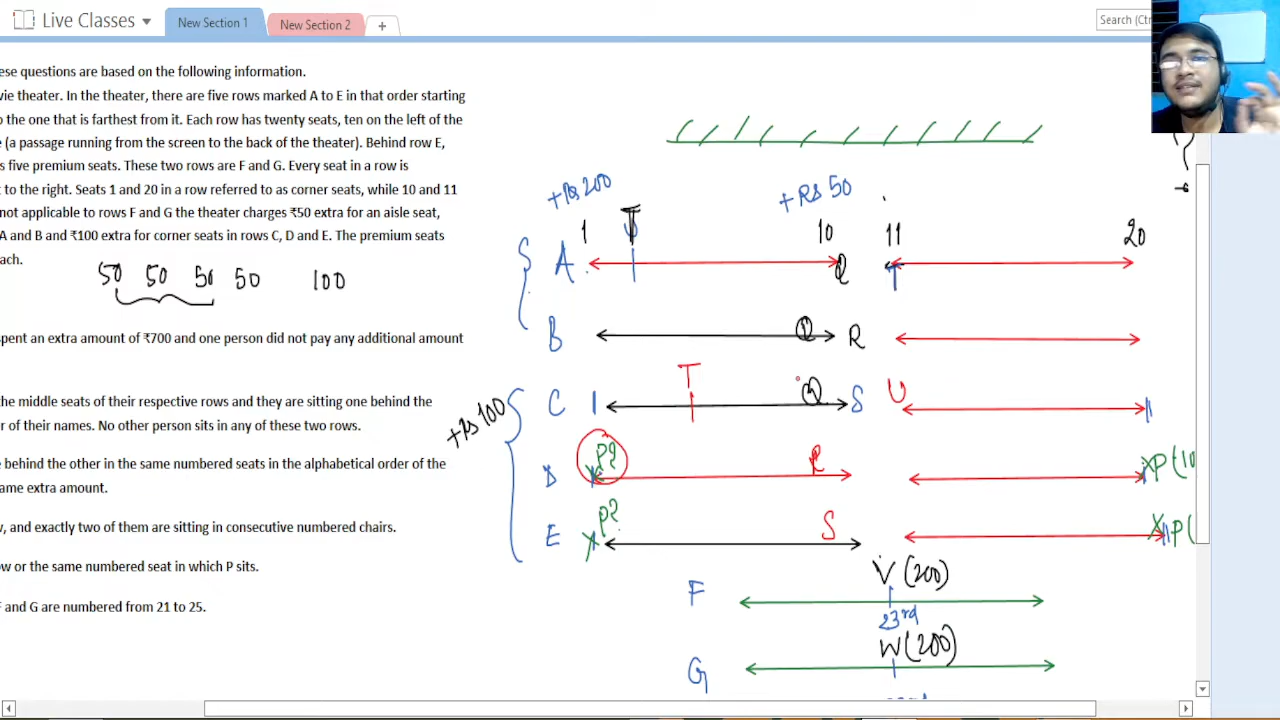 Live Classes
New Section 1
New Section 2
+
Search (Ctr
ese questions are based on the following information.
vie theater. In the theater, there are five rows marked A to E in that order starting
o the one that is farthest from it. Each row has twenty seats, ten on the left of the
e (a passage running from the screen to the back of the theater). Behind row E,
s five premium seats. These two rows are F and G. Every seat in a row is
t to the right. Seats 1 and 20 in a row referred to as corner seats, while 10 and 11
not applicable to rows F and G the theater charges ₹50 extra for an aisle seat,
A and B and ₹100 extra for corner seats in rows C, D and E. The premium seats
ach.
50 50 50 50 100
spent an extra amount of ₹700 and one person did not pay any additional amount
the middle seats of their respective rows and they are sitting one behind the
er of their names. No other person sits in any of these two rows.
e behind the other in the same numbered seats in the alphabetical order of the
ame extra amount.
w, and exactly two of them are sitting in consecutive numbered chairs.
ow or the same numbered seat in which P sits.
F and G are numbered from 21 to 25.
+Rs 200 +Rs 50
1 T 10 11 20
A Q T
B Q R
C T Q S U
+Rs 100
D P? R P(10
E P? S P(
V (200)
F
23rd
W (200)
G